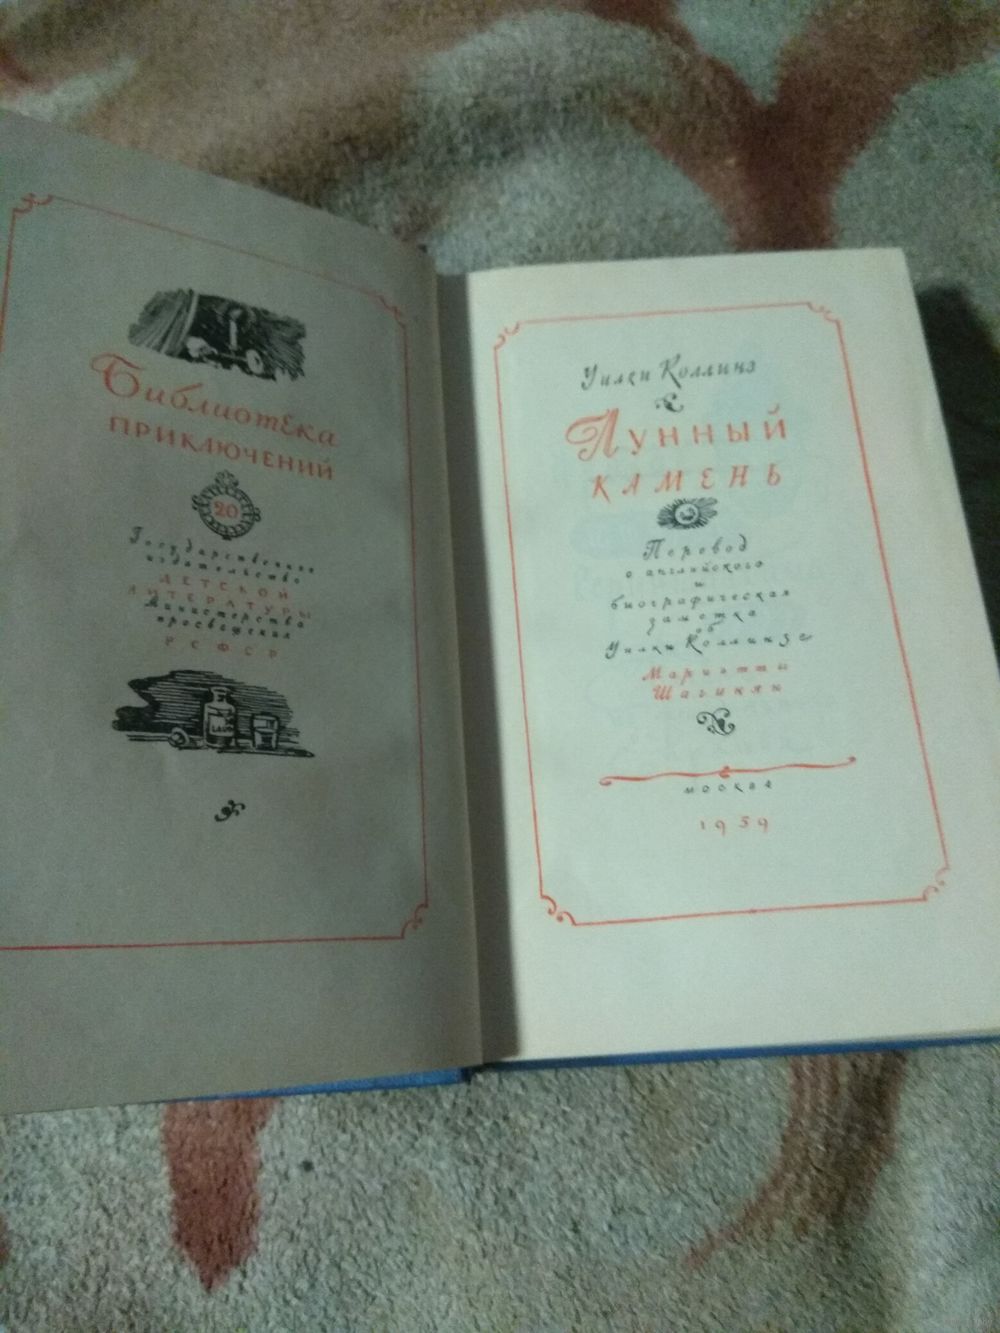 Библиотека
ПРИКЛЮЧЕНИЙ
20
Государственное
издательство
ДЕТСКОЙ
ЛИТЕРАТУРЫ
Министерства
просвещения
РСФСР
Уилки Коллинз
Лунный
камень
Перевод
с английского
и
биографическая
заметка
об
Уилки Коллинзе
Мариэтты
Шагинян
москва
1959